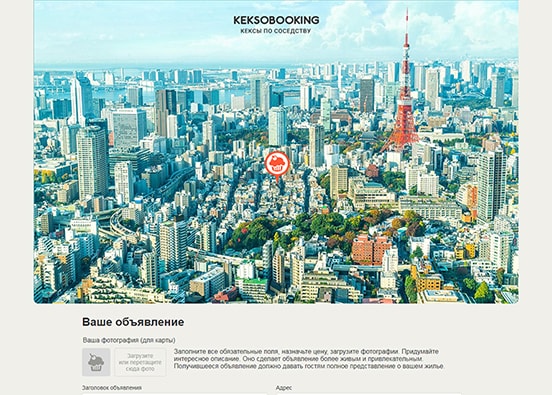 KEKSOBOOKING
КЕКСЫ ПО СОСЕДСТВУ
Ваше объявление
Ваша фотография (для карты)
Загрузите
или перетащите
сюда фото
Заполните все обязательные поля, назначьте цену, загрузите фотографии. Придумайте
интересное описание. Оно сделает объявление более живым и привлекательным.
Получившееся объявление должно давать гостям полное представление о вашем жилье.
Заголовок объявления
Адрес